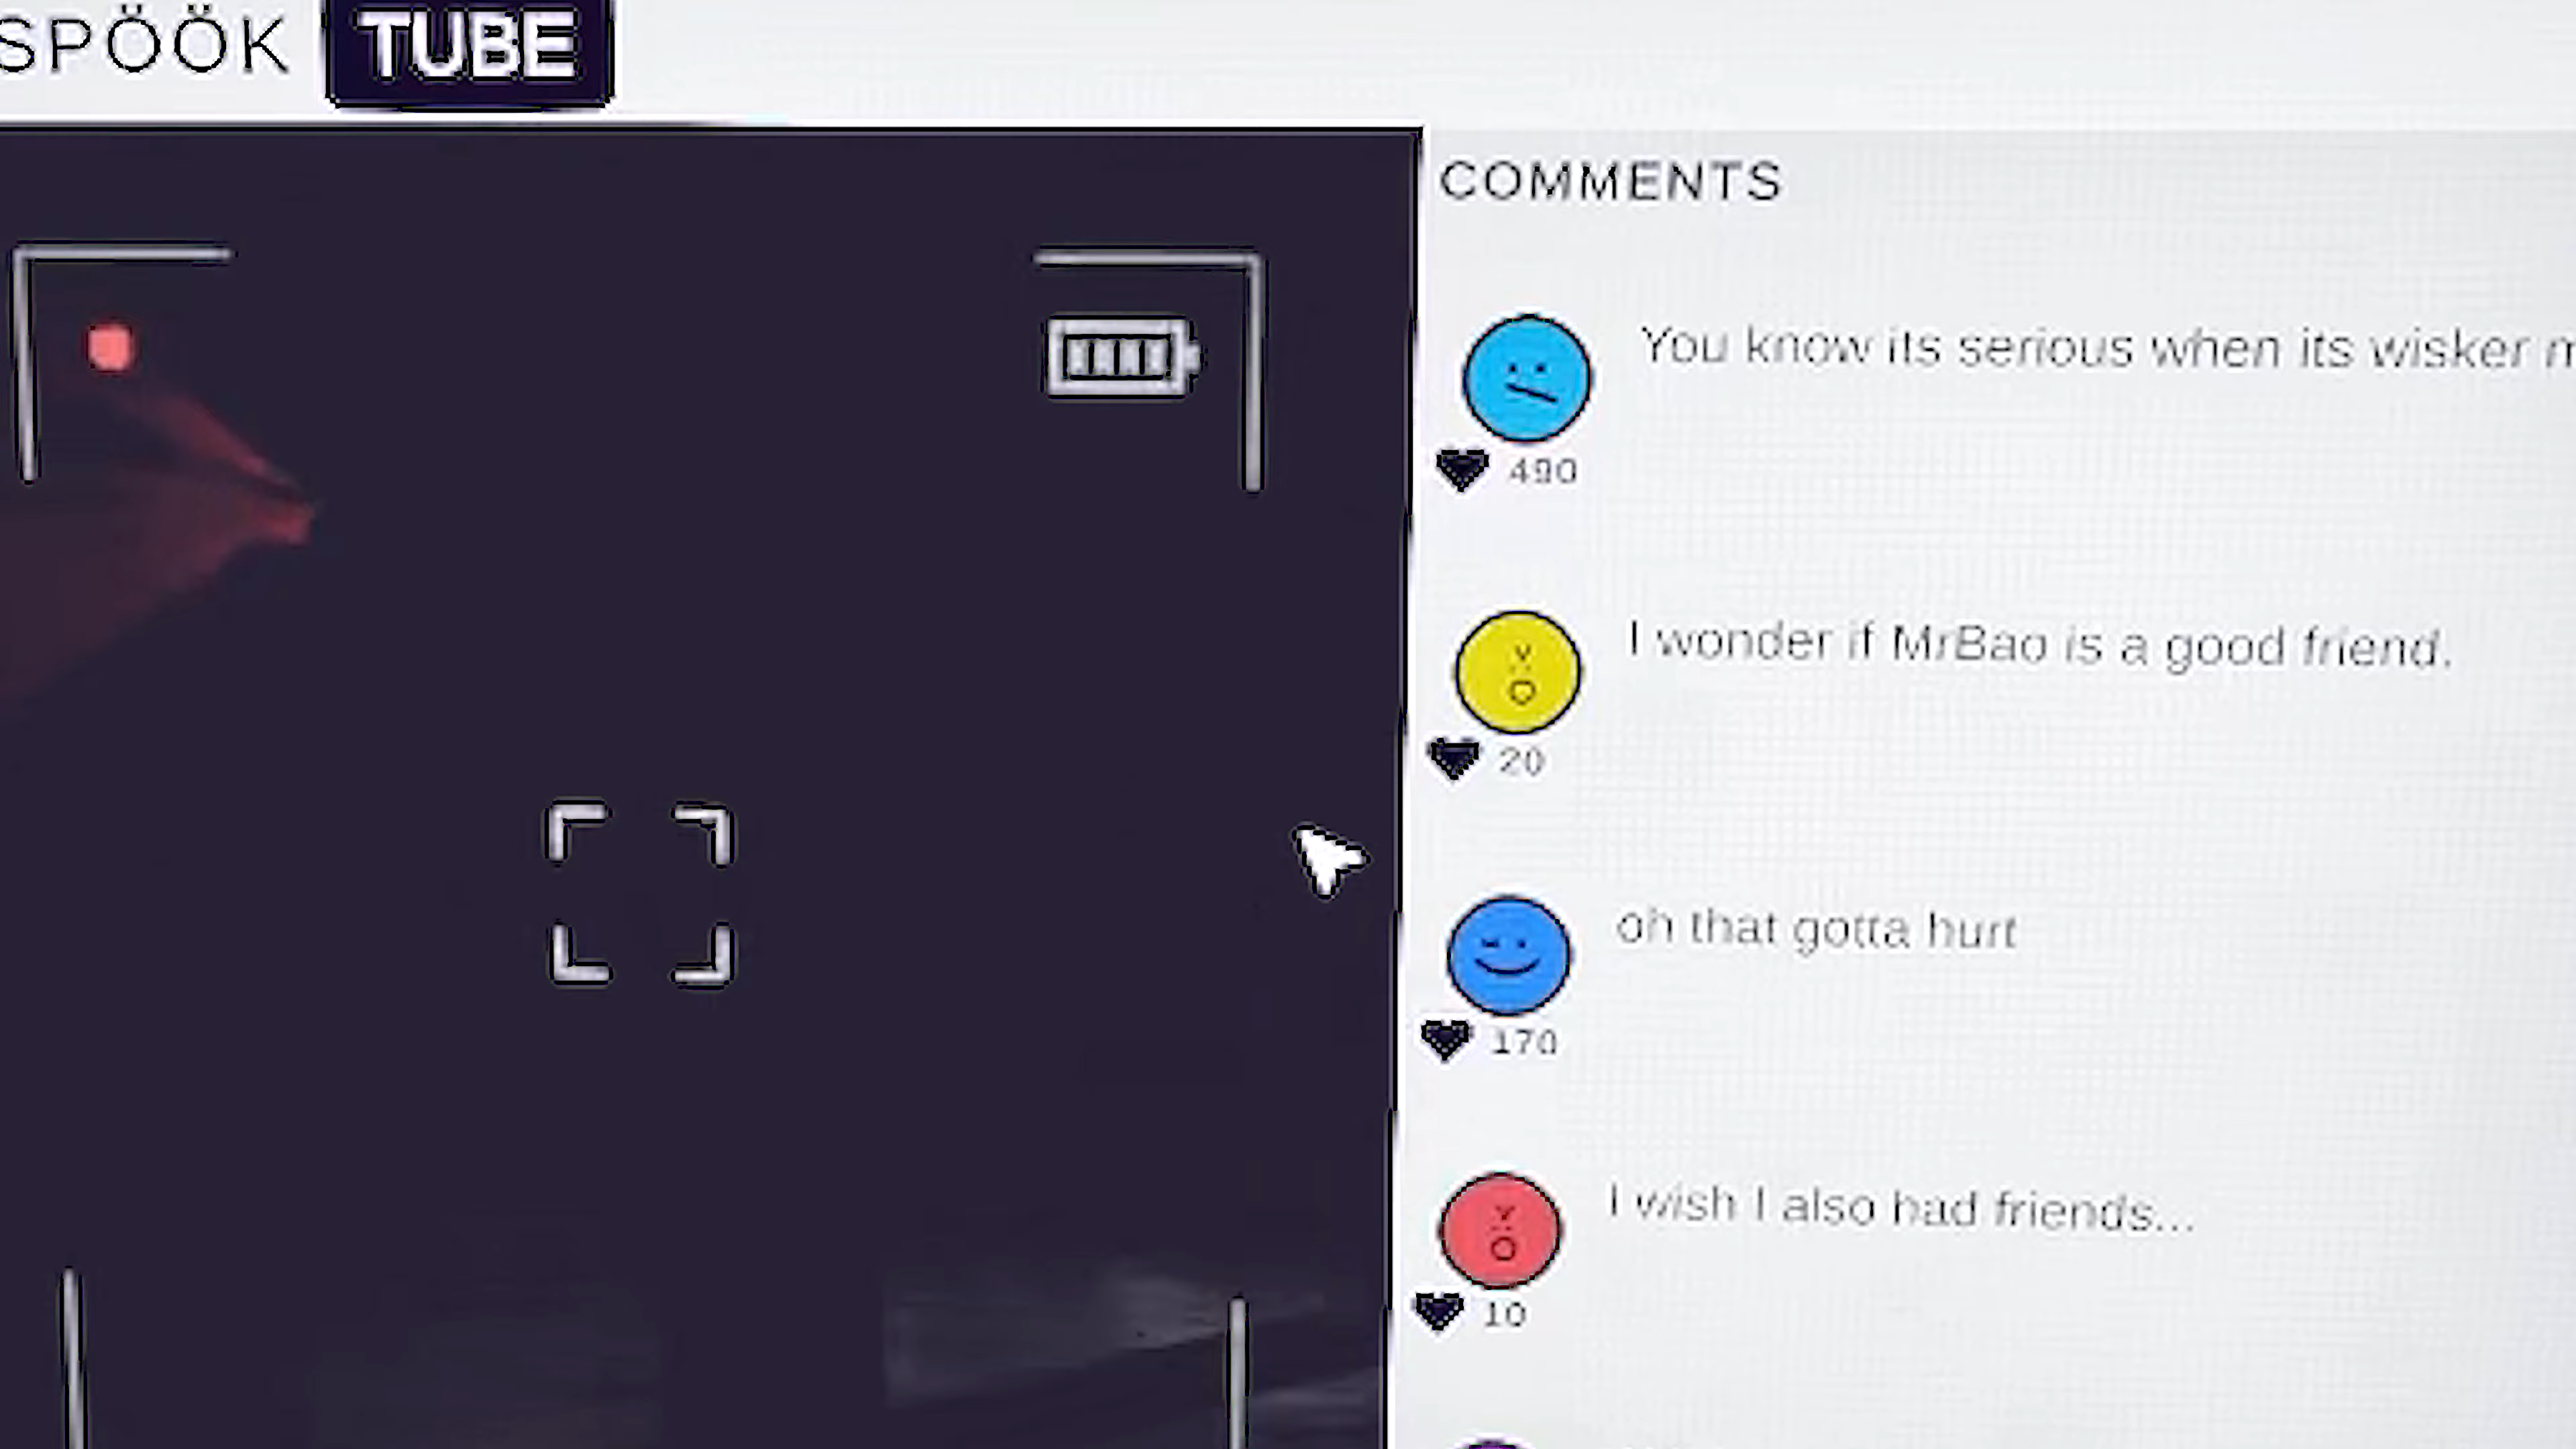 SPÖÖK TUBE
COMMENTS
You know its serious when its wisker
490
I wonder if MrBao is a good friend.
20
oh that gotta hurt
170
I wish I also had friends...
10